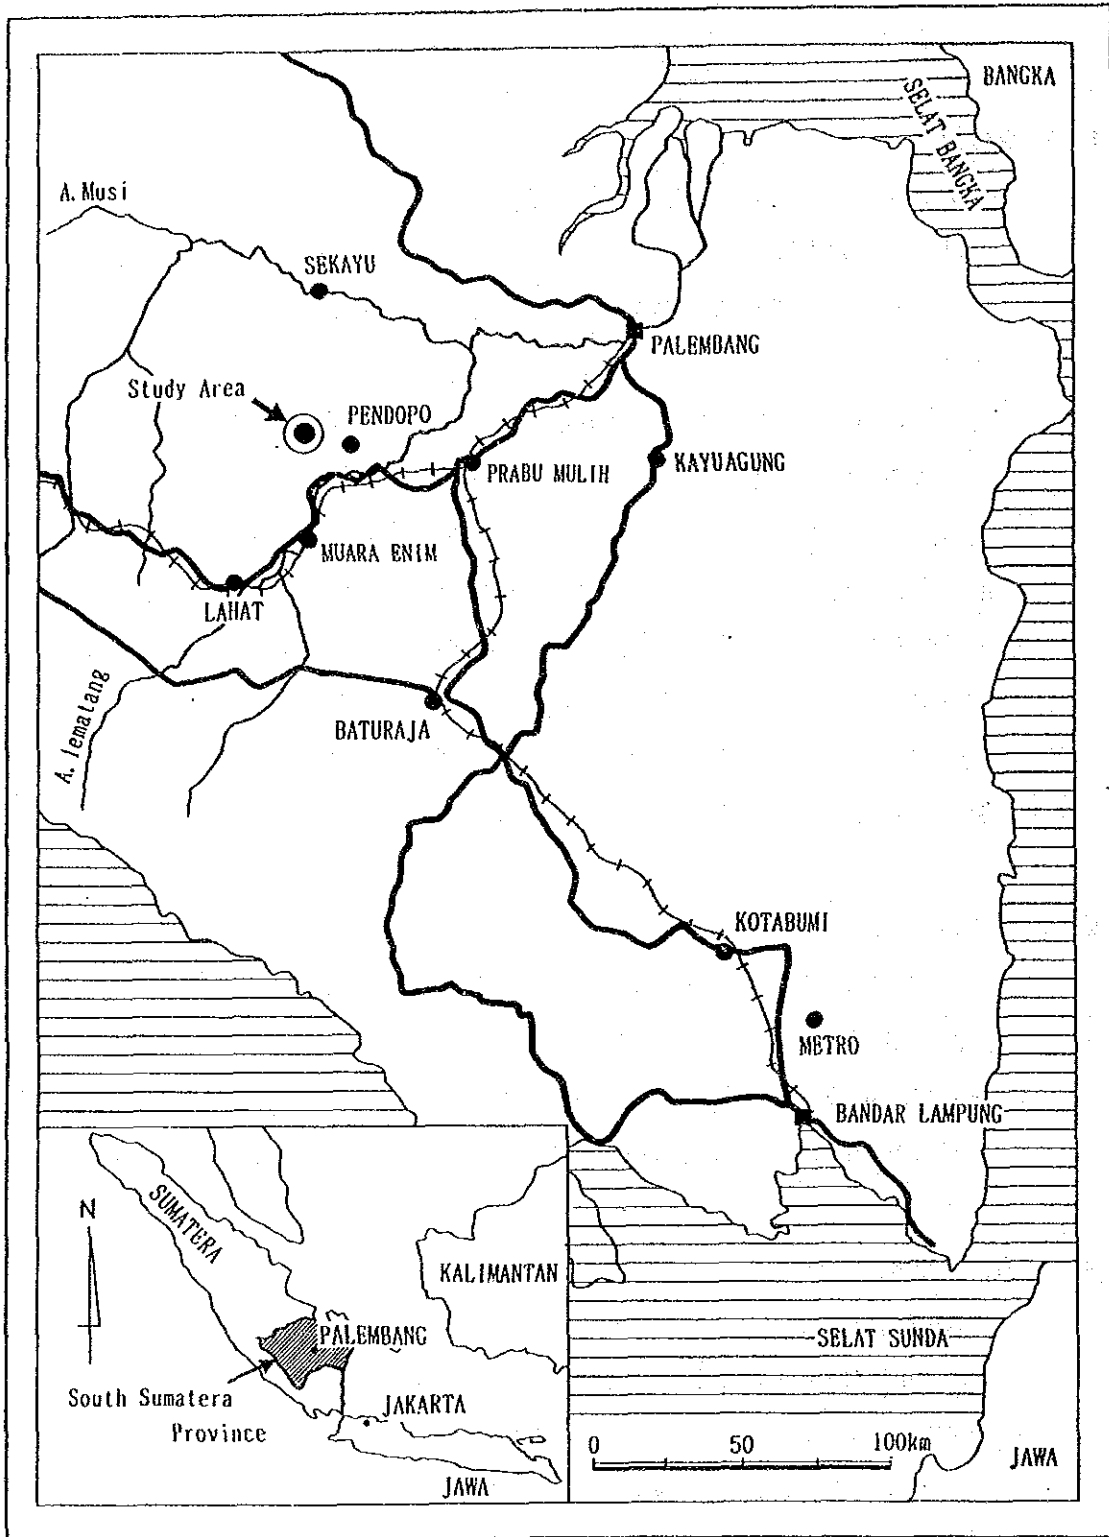 BANGKA
SELAT BANGKA
A. Musi
SEKAYU
PALEMBANG
Study Area
PENDOPO
PRABU MULIH
KAYUAGUNG
MUARA ENIM
LAHAT
A. lematang
BATURAJA
KOTABUMI
METRO
BANDAR LAMPUNG
N
SUMATERA
KALIMANTAN
PALEMBANG
South Sumatera
Province
JAKARTA
JAWA
SELAT SUNDA
0 50 100km
JAWA